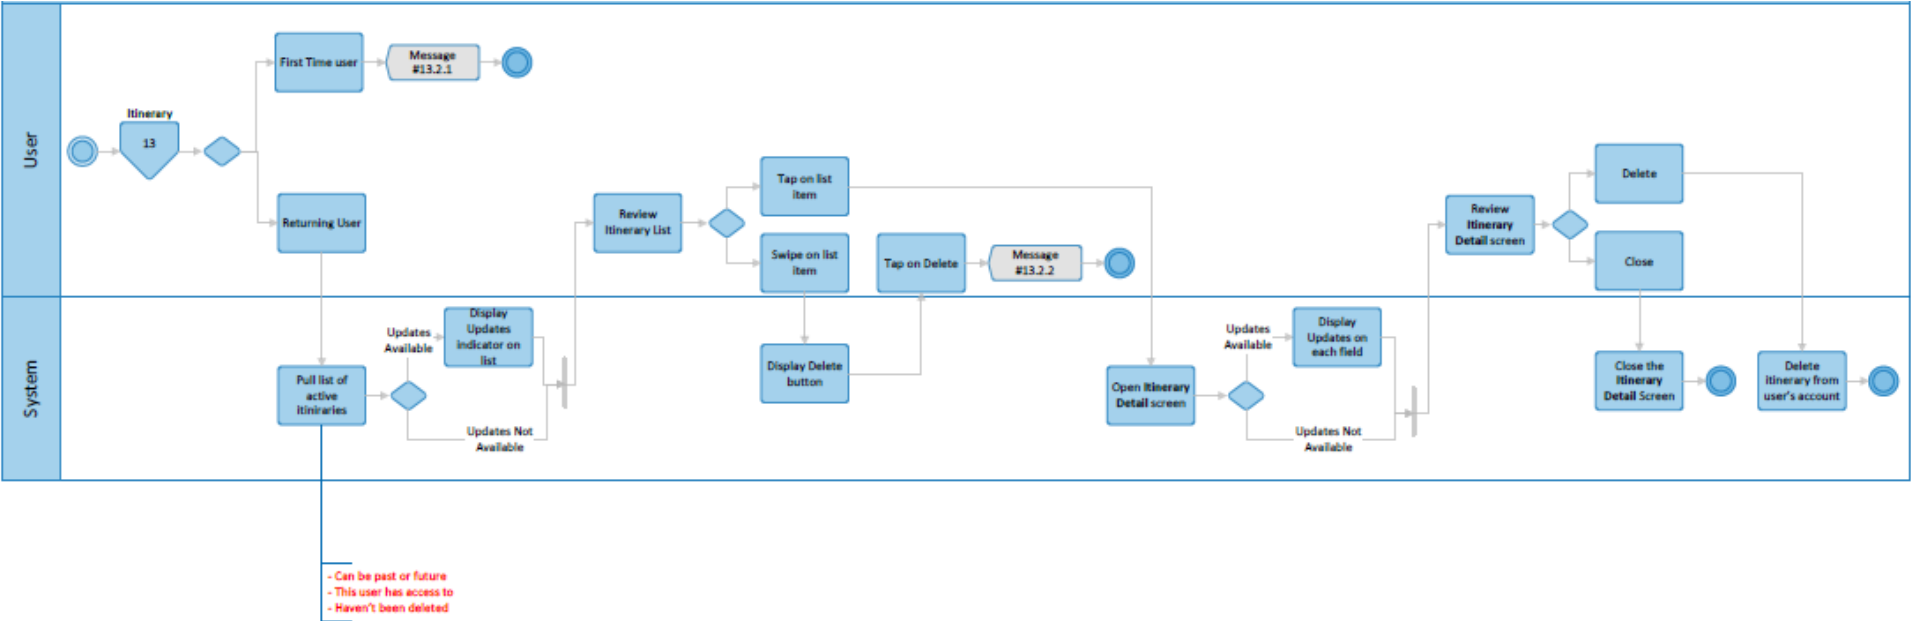 User
Itinerary
13
First Time user
Message
#13.2.1
Returning User
Review
Itinerary List
Tap on list
item
Swipe on list
item
Tap on Delete
Message
#13.2.2
Review
Itinerary
Detail screen
Delete
Close
System
Pull list of
active
itiniraries
Updates
Available
Display
Updates
indicator on
list
Updates Not
Available
Display Delete
button
Open Itinerary
Detail screen
Updates
Available
Display
Updates on
each field
Updates Not
Available
Close the
Itinerary
Detail Screen
Delete
itinerary from
user's account
- Can be past or future
- This user has access to
- Haven't been deleted